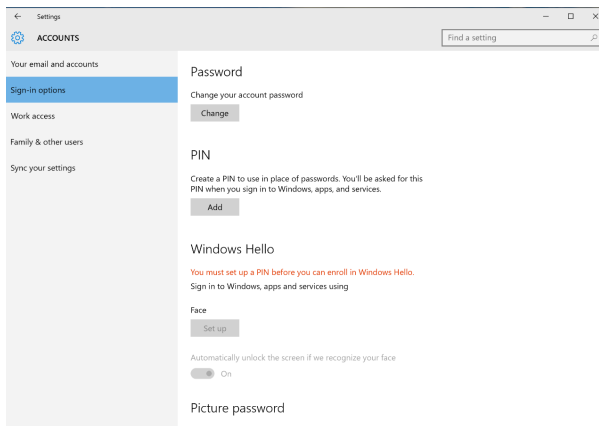 Settings
ACCOUNTS
Find a setting
Your email and accounts
Sign-in options
Work access
Family & other users
Sync your settings
Password
Change your account password
Change
PIN
Create a PIN to use in place of passwords. You'll be asked for this
PIN when you sign in to Windows, apps, and services.
Add
Windows Hello
You must set up a PIN before you can enroll in Windows Hello.
Sign in to Windows, apps and services using
Face
Set up
Automatically unlock the screen if we recognize your face
On
Picture password